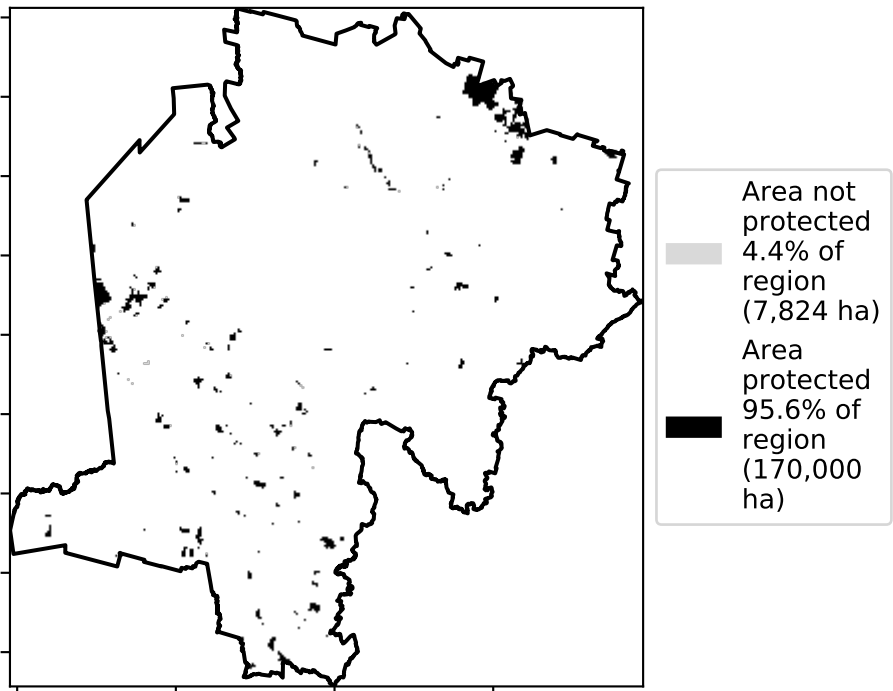 Area not
protected
4.4% of
region
(7,824 ha)
Area
protected
95.6% of
region
(170,000
ha)